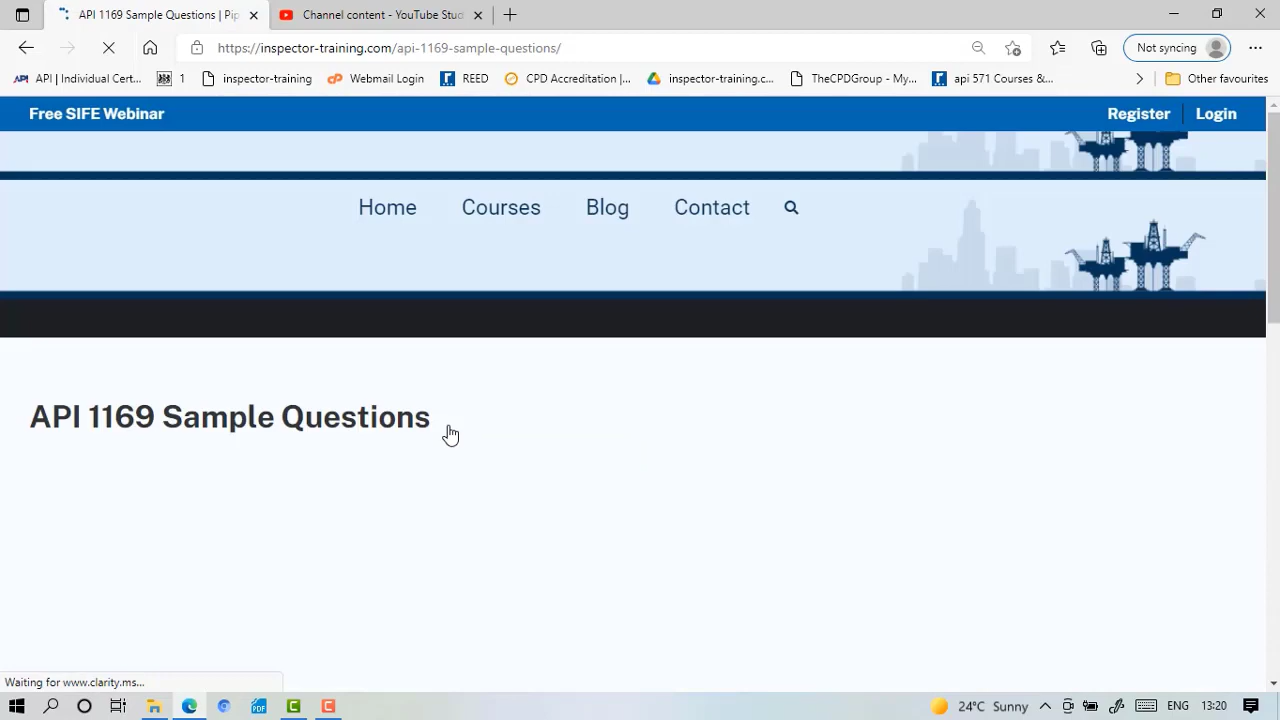 API 1169 Sample Questions | Pip
Channel content - YouTube Stud
https://inspector-training.com/api-1169-sample-questions/
Not syncing
API | Individual Cert...
1
inspector-training
Webmail Login
REED
CPD Accreditation |...
inspector-training.c...
TheCPDGroup - My...
api 571 Courses &...
Other favourites
Free SIFE Webinar
Register
Login
Home
Courses
Blog
Contact
API 1169 Sample Questions
Waiting for www.clarity.ms...
PDF
C
C
24°C Sunny
ENG
13:20